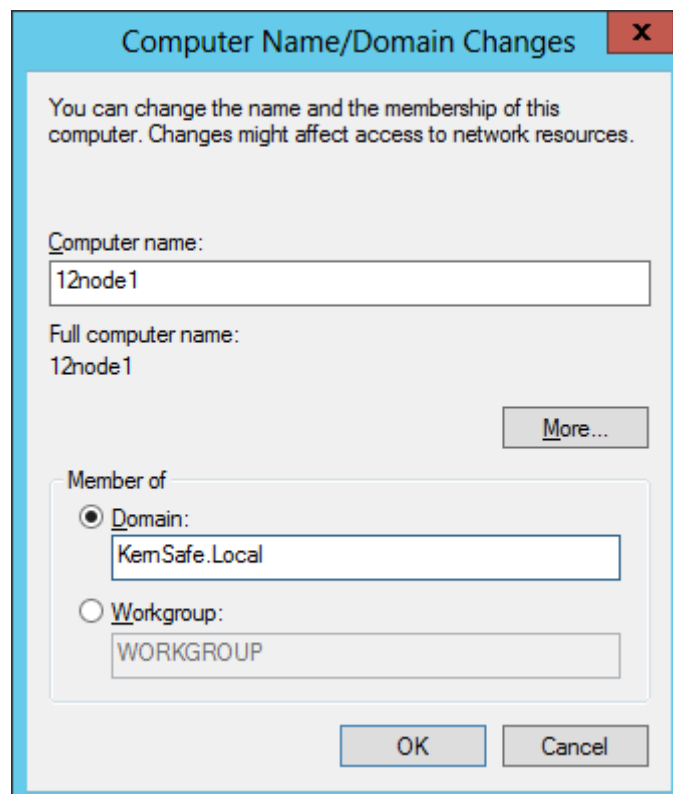 Computer Name/Domain Changes
x
You can change the name and the membership of this
computer. Changes might affect access to network resources.
Computer name:
12node1
Full computer name:
12node1
More...
Member of
Domain:
KernSafe.Local
Workgroup:
WORKGROUP
OK
Cancel